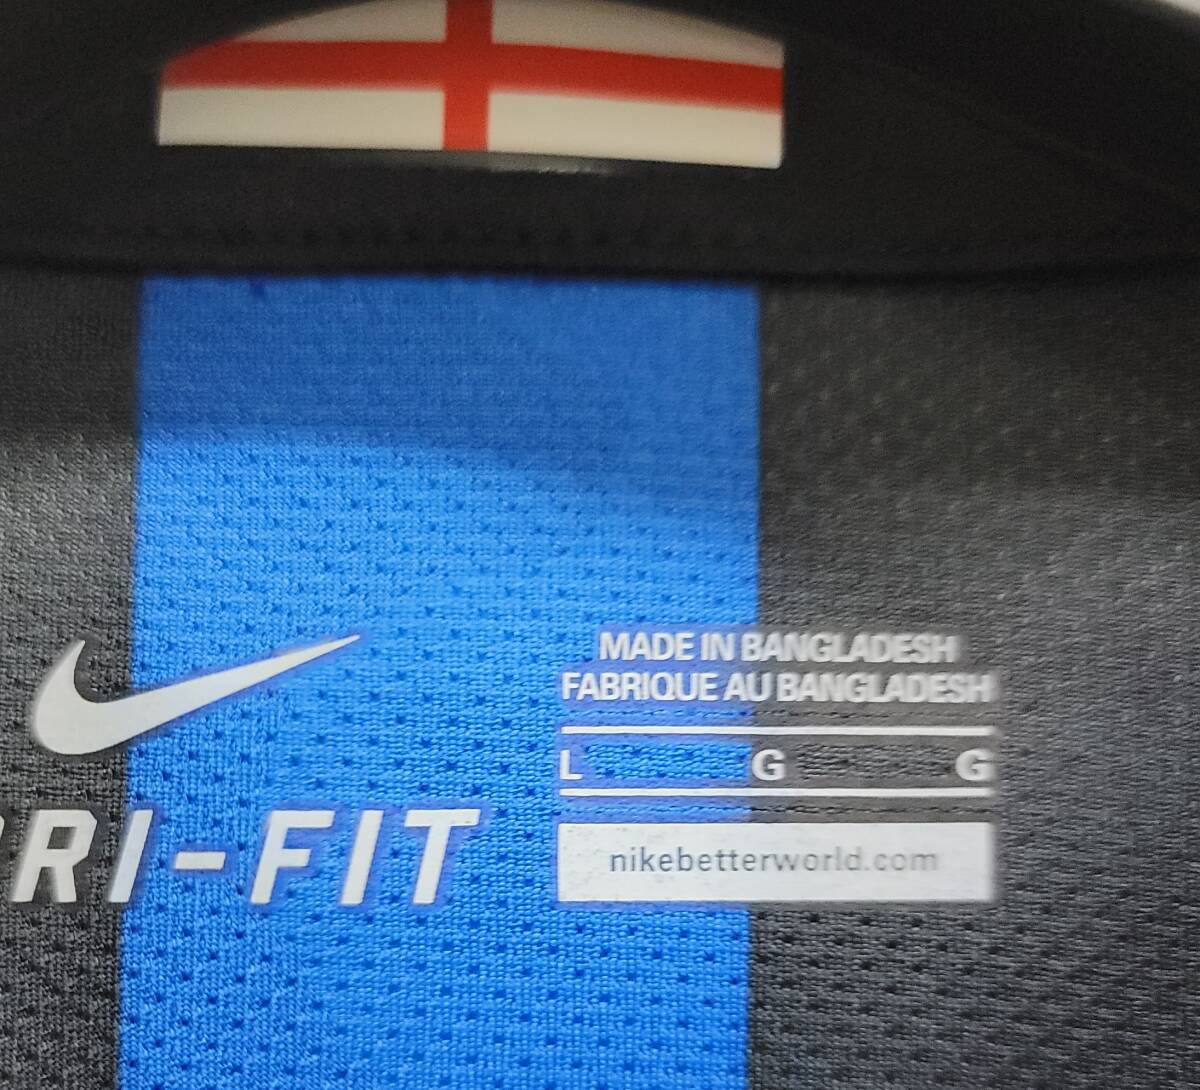 MADE IN BANGLADESH
FABRIQUE AU BANGLADESH
L G G
nikebetterworld.com
RI-FIT